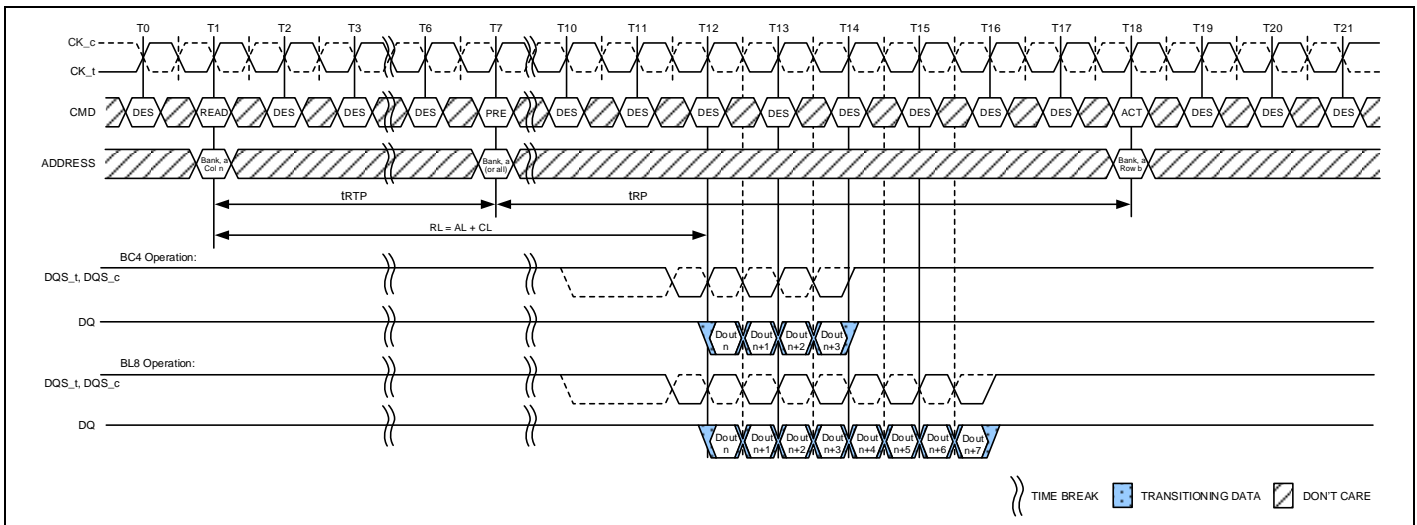 T0 T1 T2 T3 T6 T7 T10 T11 T12 T13 T14 T15 T16 T17 T18 T19 T20 T21
CK_c
CK_t
CMD DES READ DES DES DES PRE DES DES DES DES DES DES DES DES ACT DES DES DES
ADDRESS Bank, a Bank, a Bank, a
Col n (or all) Row b
tRTP tRP
RL = AL + CL
BC4 Operation:
DQS_t, DQS_c
DQ Dout Dout Dout Dout
n n+1 n+2 n+3
BL8 Operation:
DQS_t, DQS_c
DQ Dout Dout Dout Dout Dout Dout Dout Dout
n n+1 n+2 n+3 n+4 n+5 n+6 n+7
TIME BREAK TRANSITIONING DATA DON'T CARE